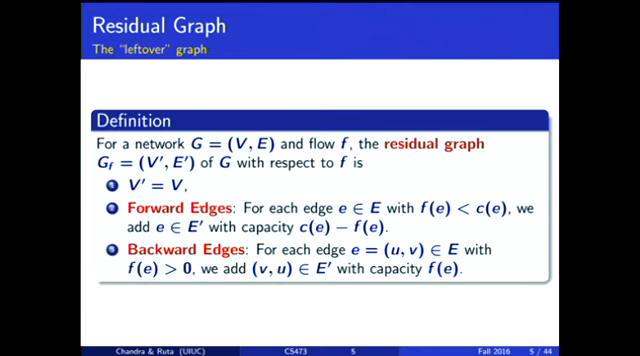 Residual Graph
The "leftover" graph
Definition
For a network G = (V, E) and flow f, the residual graph
G_f = (V′, E′) of G with respect to f is
1 V′ = V,
2 Forward Edges: For each edge e ∈ E with f(e) < c(e), we
add e ∈ E′ with capacity c(e) − f(e).
3 Backward Edges: For each edge e = (u, v) ∈ E with
f(e) > 0, we add (v, u) ∈ E′ with capacity f(e).
Chandra & Ruta (UIUC) CS473 5 Fall 2016 5 / 44